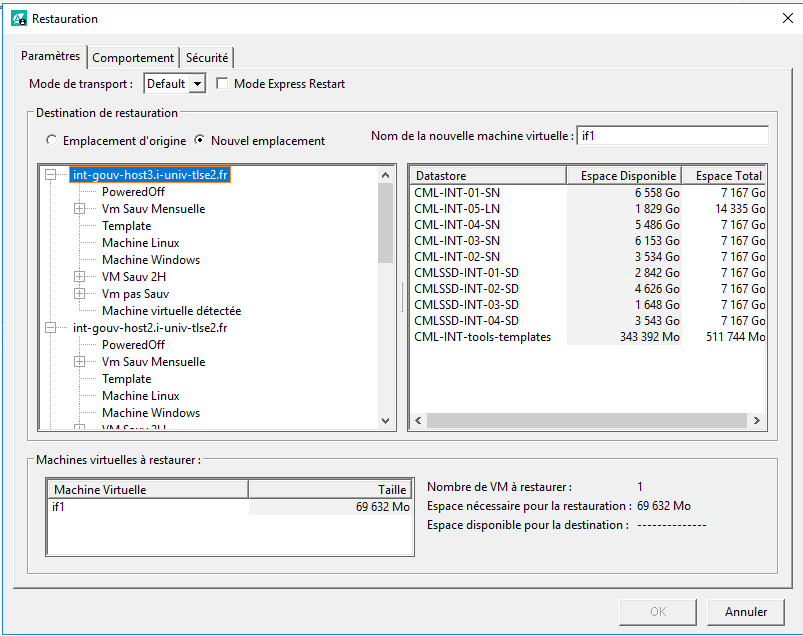 Restauration
Paramètres Comportement Sécurité
Mode de transport : Default Mode Express Restart
Destination de restauration
Emplacement d'origine Nouvel emplacement Nom de la nouvelle machine virtuelle : if1
int-gouv-host3.i-univ-tlse2.fr
PoweredOff
Vm Sauv Mensuelle
Template
Machine Linux
Machine Windows
VM Sauv 2H
Vm pas Sauv
Machine virtuelle détectée
int-gouv-host2.i-univ-tlse2.fr
PoweredOff
Vm Sauv Mensuelle
Template
Machine Linux
Machine Windows
VM Sauv 2H
Datastore Espace Disponible Espace Total
CML-INT-01-SN 6 558 Go 7 167 Go
CML-INT-05-LN 1 829 Go 14 335 Go
CML-INT-04-SN 5 486 Go 7 167 Go
CML-INT-03-SN 6 153 Go 7 167 Go
CML-INT-02-SN 3 534 Go 7 167 Go
CMLSSD-INT-01-SD 2 842 Go 7 167 Go
CMLSSD-INT-02-SD 4 626 Go 7 167 Go
CMLSSD-INT-03-SD 1 648 Go 7 167 Go
CMLSSD-INT-04-SD 3 543 Go 7 167 Go
CML-INT-tools-templates 343 392 Mo 511 744 Mo
Machines virtuelles à restaurer :
Machine Virtuelle Taille
if1 69 632 Mo
Nombre de VM à restaurer : 1
Espace nécessaire pour la restauration : 69 632 Mo
Espace disponible pour la destination : --------------
OK Annuler